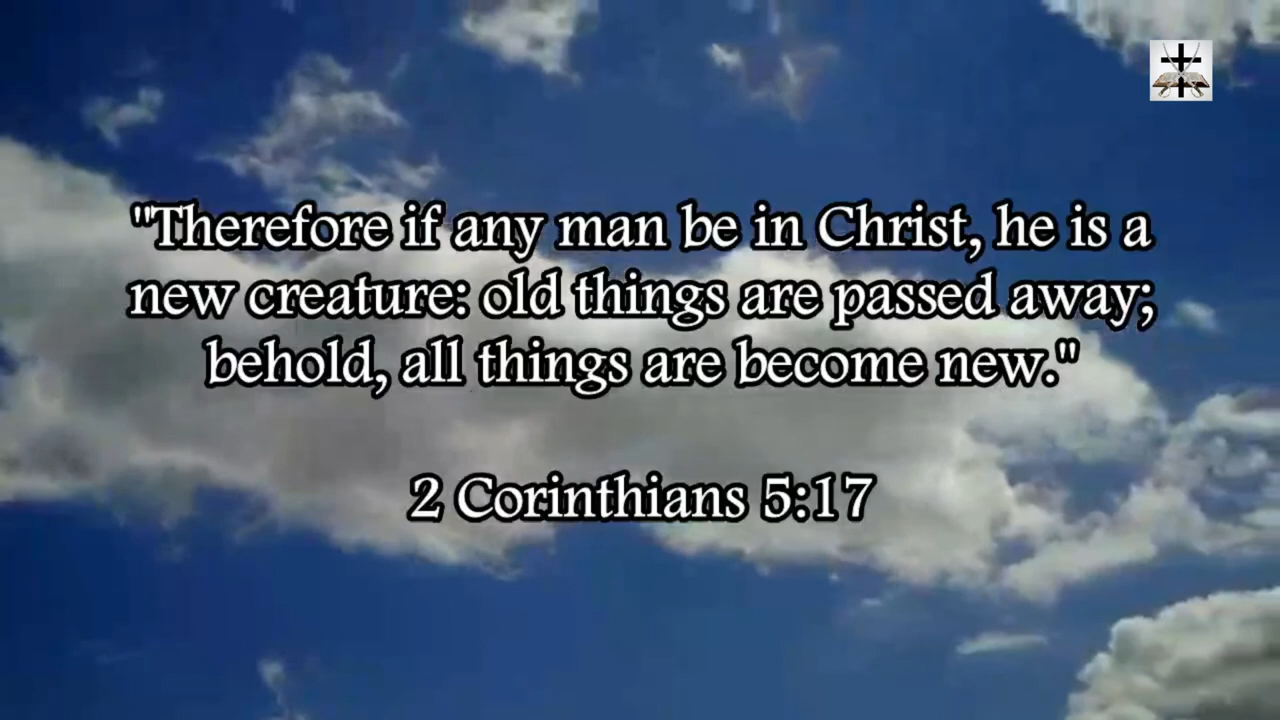 "Therefore if any man be in Christ, he is a
new creature: old things are passed away;
behold, all things are become new."
2 Corinthians 5:17